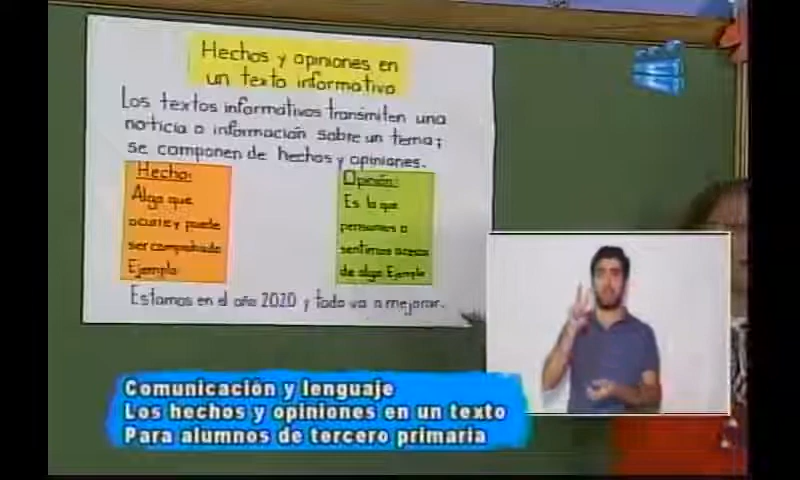 Hechos y opiniones en
un texto informativo
Los textos informativos transmiten una
noticia o información sobre un tema;
se componen de hechos y opiniones.
Hecho:
Algo que
ocurre y puede
ser comprobado
Ejemplo
Opinión:
Es lo que
pensamos o
sentimos acerca
de algo Ejemplo
Estamos en el año 2020 y todo va a mejorar.
Comunicación y lenguaje
Los hechos y opiniones en un texto
Para alumnos de tercero primaria